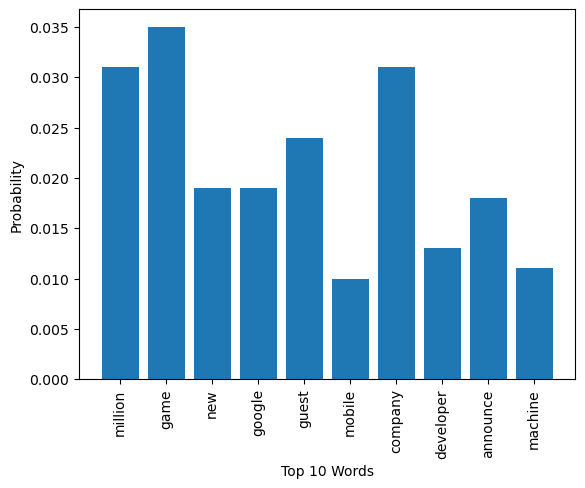 0.035
0.030
0.025
0.020
0.015
0.010
0.005
0.000
Probability
million
game
new
google
guest
mobile
company
developer
announce
machine
Top 10 Words